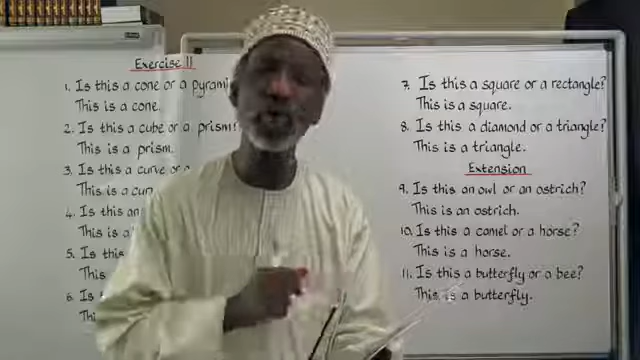 Exercise 11
1. Is this a cone or a pyrami
This is a cone.
2. Is this a cube or a prism?
This is a prism.
3. Is this a curve or a
This is a cur
4. Is this an
This is a
5. Is this
This
6. Is
7. Is this a square or a rectangle?
This is a square.
8. Is this a diamond or a triangle?
This is a triangle.
Extension
9. Is this an owl or an ostrich?
This is an ostrich.
10. Is this a camel or a horse?
This is a horse.
11. Is this a butterfly or a bee?
This is a butterfly.